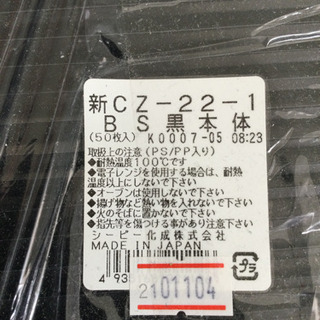 新CZ-22-1
BS黒本体
(50枚入) K0007-05 08:23
取扱上の注意 (PS/PP入り)
●耐熱温度100℃です
●電子レンジを使用する場合は、耐熱
温度以上にしないで下さい
●オーブンは使用しないで下さい
●揚げ物など熱い物を入れないで下さい
●火のそばに置かないで下さい
●指先等を傷つける事があり注意下さい
シーピー化成株式会社
MADE IN JAPAN
プラ
4935
2101104